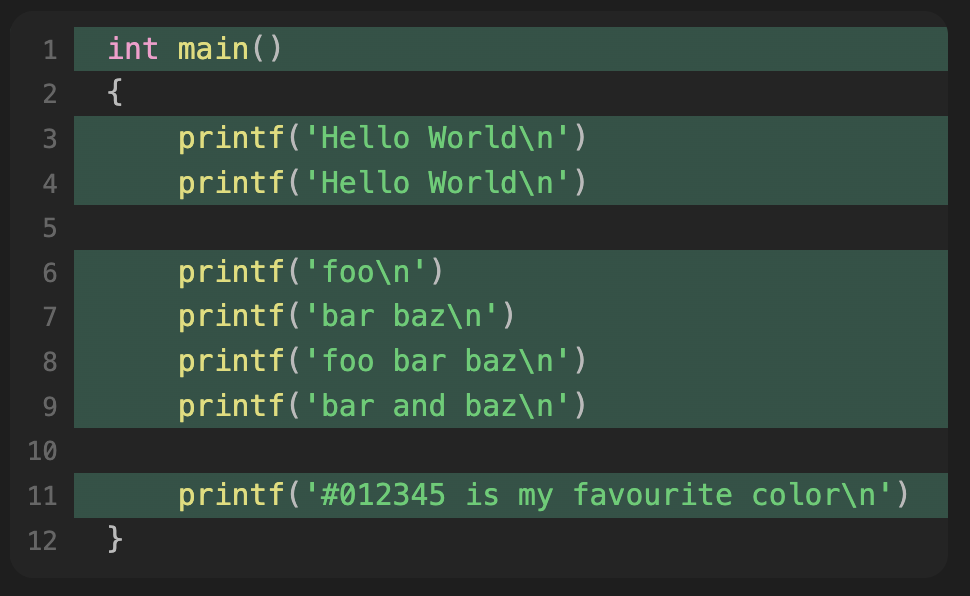 1 int main()
2 {
3     printf('Hello World\n')
4     printf('Hello World\n')
5
6     printf('foo\n')
7     printf('bar baz\n')
8     printf('foo bar baz\n')
9     printf('bar and baz\n')
10
11     printf('#012345 is my favourite color\n')
12 }